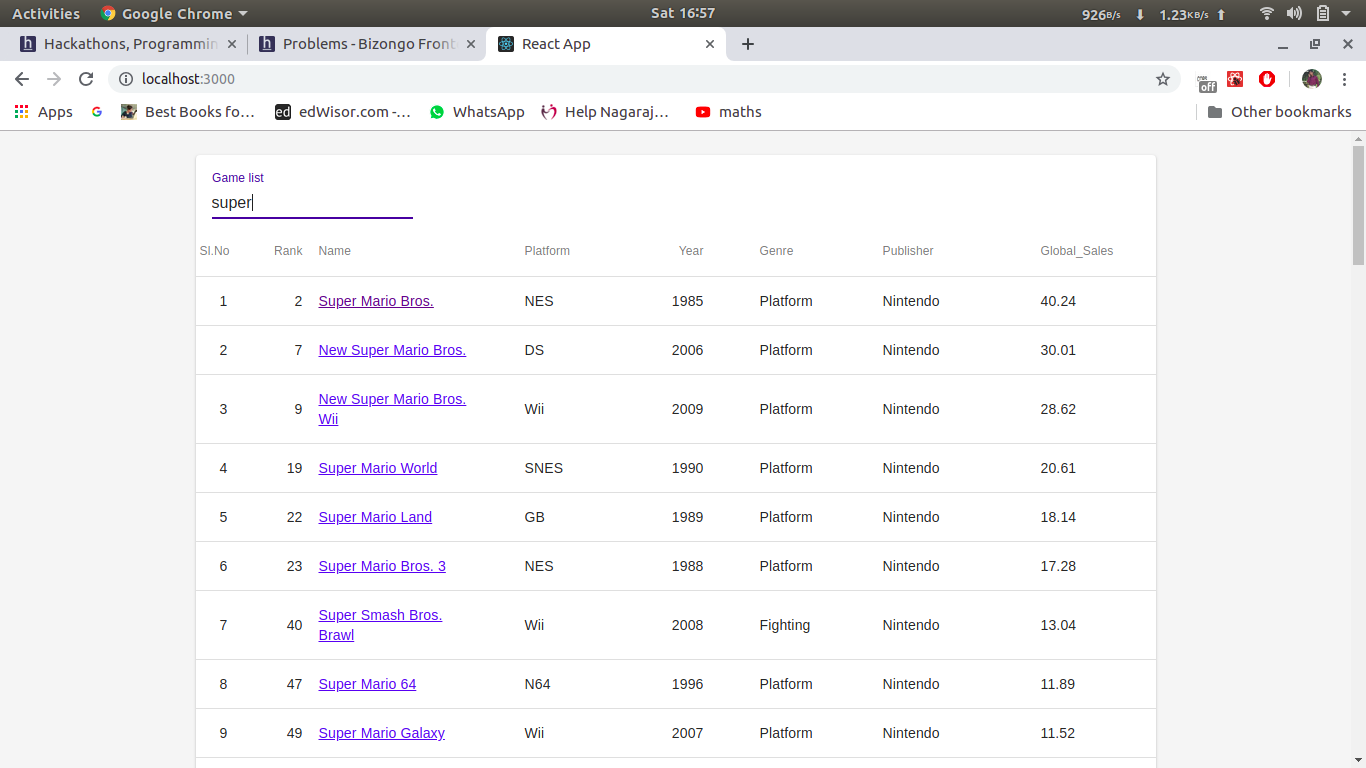 Activities Google Chrome Sat 16:57 926B/s 1.23KB/s
Hackathons, Programmin Problems - Bizongo Front React App
localhost:3000 off
Apps Best Books fo... ed edWisor.com -... WhatsApp Help Nagaraj... maths Other bookmarks
Game list
super
Sl.No Rank Name Platform Year Genre Publisher Global_Sales
1 2 Super Mario Bros. NES 1985 Platform Nintendo 40.24
2 7 New Super Mario Bros. DS 2006 Platform Nintendo 30.01
3 9 New Super Mario Bros. Wii Wii 2009 Platform Nintendo 28.62
4 19 Super Mario World SNES 1990 Platform Nintendo 20.61
5 22 Super Mario Land GB 1989 Platform Nintendo 18.14
6 23 Super Mario Bros. 3 NES 1988 Platform Nintendo 17.28
7 40 Super Smash Bros. Brawl Wii 2008 Fighting Nintendo 13.04
8 47 Super Mario 64 N64 1996 Platform Nintendo 11.89
9 49 Super Mario Galaxy Wii 2007 Platform Nintendo 11.52